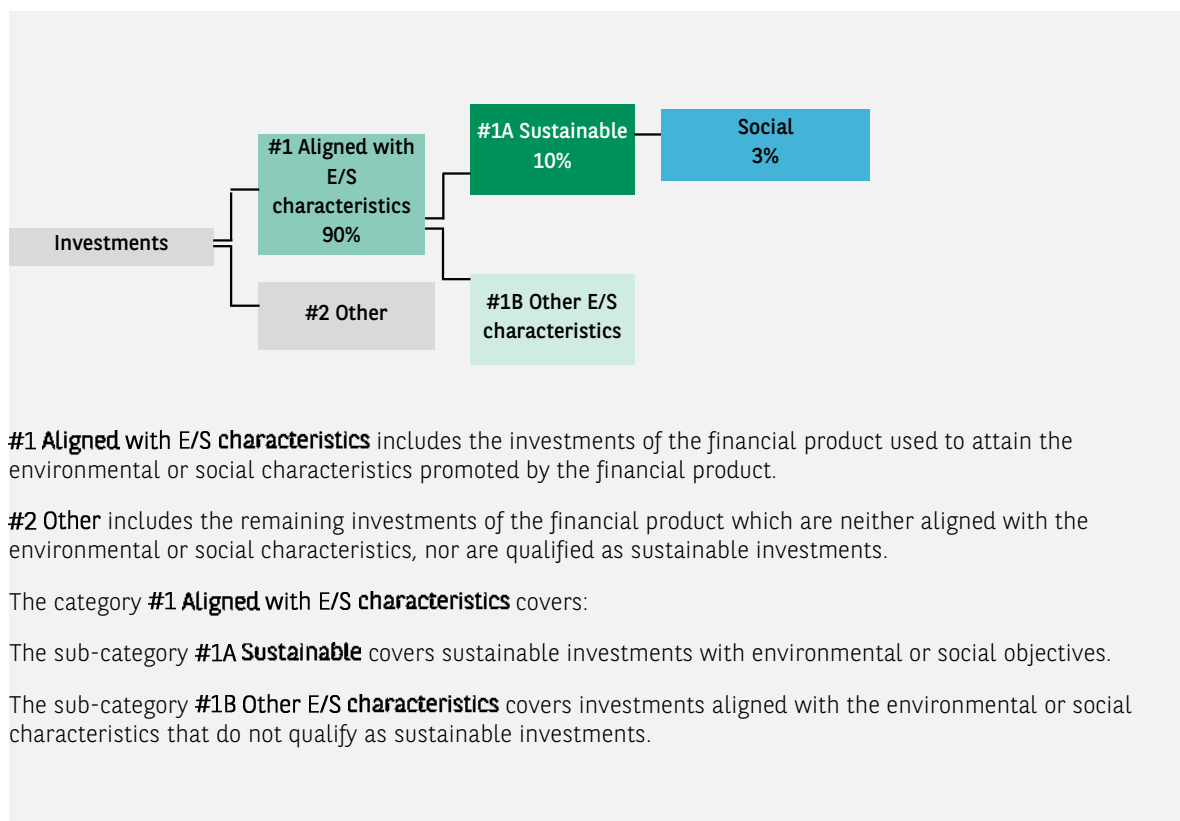 #1A Sustainable
10%
Social
3%
#1 Aligned with
E/S
characteristics
90%
Investments
#2 Other
#1B Other E/S
characteristics
#1 Aligned with E/S characteristics includes the investments of the financial product used to attain the
environmental or social characteristics promoted by the financial product.
#2 Other includes the remaining investments of the financial product which are neither aligned with the
environmental or social characteristics, nor are qualified as sustainable investments.
The category #1 Aligned with E/S characteristics covers:
The sub-category #1A Sustainable covers sustainable investments with environmental or social objectives.
The sub-category #1B Other E/S characteristics covers investments aligned with the environmental or social
characteristics that do not qualify as sustainable investments.